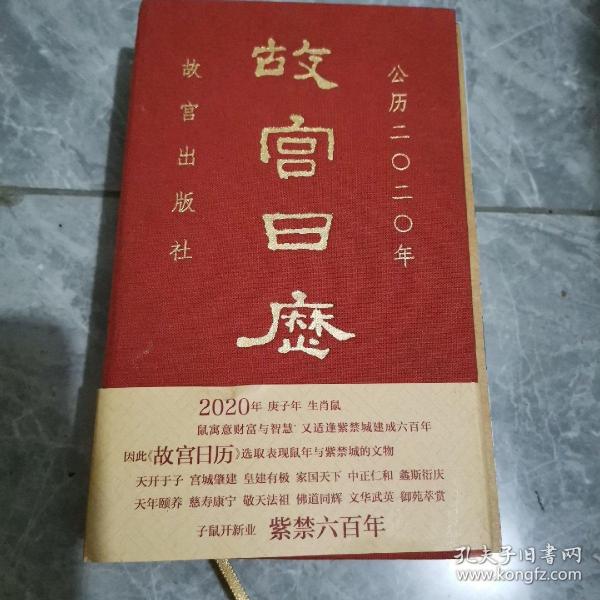 公历二〇二〇年
故宫日历
故宫出版社
2020年 庚子年 生肖鼠
鼠寓意财富与智慧 又适逢紫禁城建成六百年
因此《故宫日历》选取表现鼠年与紫禁城的文物
天开于子 宫城肇建 皇建有极 家国天下 中正仁和 螽斯衍庆
天年颐养 慈寿康宁 敬天法祖 佛道同辉 文华武英 御苑萃赏
子鼠开新业 紫禁六百年
孔夫子旧书网
www.kongfz.com